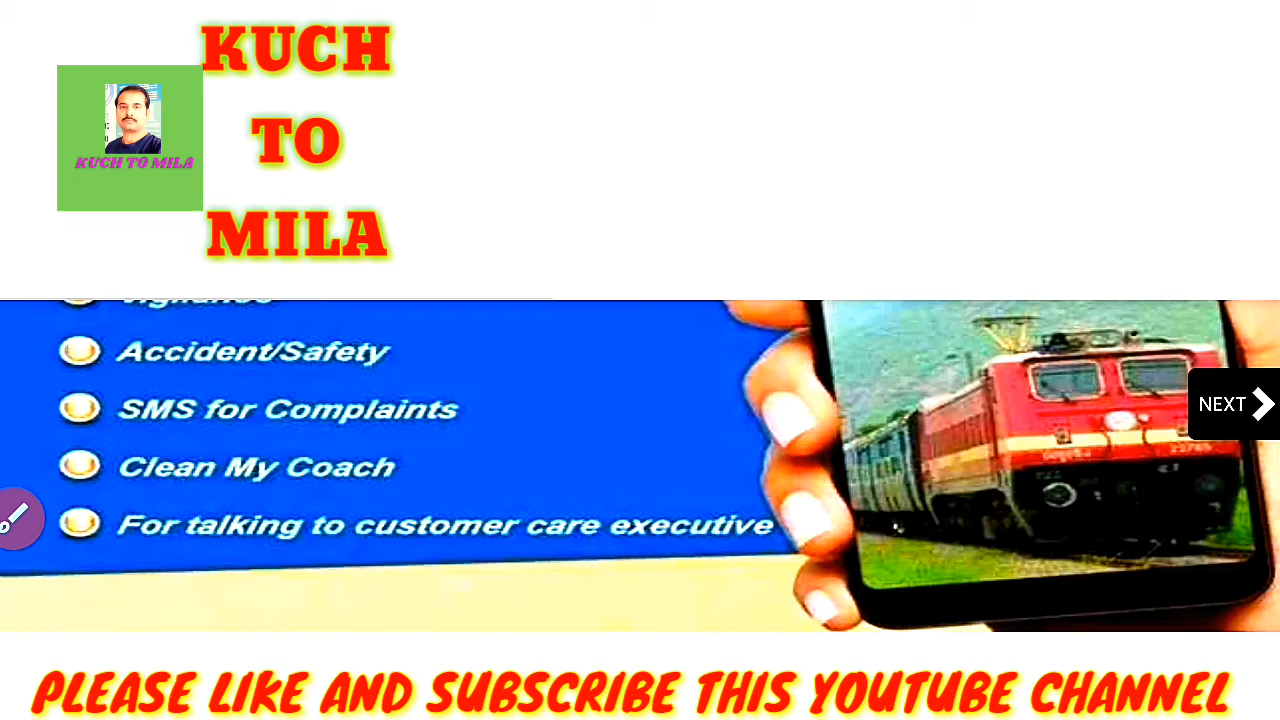 KUCH
TO
MILA
KUCH TO MILA
Vigilance
Accident/Safety
SMS for Complaints
NEXT
Clean My Coach
For talking to customer care executive
PLEASE LIKE AND SUBSCRIBE THIS YOUTUBE CHANNEL